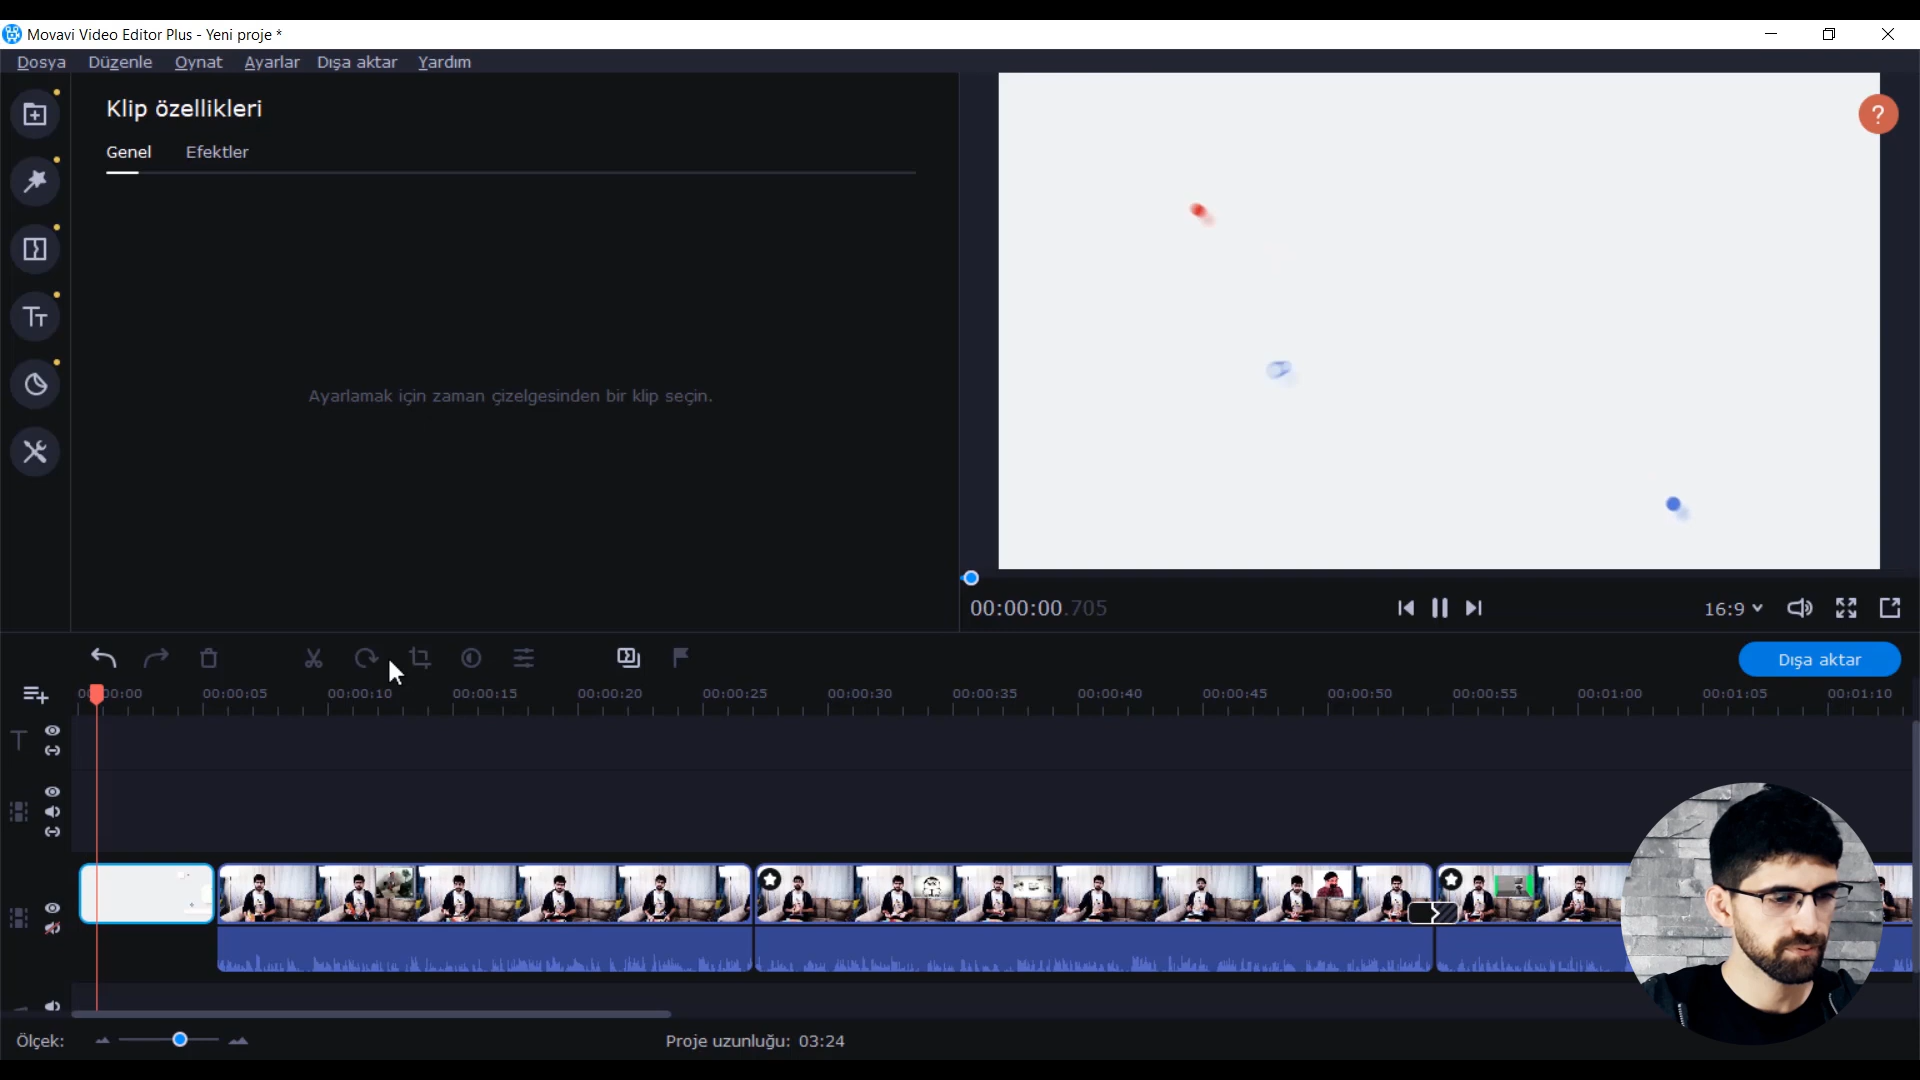 Movavi Video Editor Plus - Yeni proje *
Dosya Düzenle Oynat Ayarlar Dışa aktar Yardım
Klip özellikleri
Genel Efektler
Ayarlamak için zaman çizelgesinden bir klip seçin.
?
00:00:00.705
16:9
Dışa aktar
00:00:05 00:00:10 00:00:15 00:00:20 00:00:25 00:00:30 00:00:35 00:00:40 00:00:45 00:00:50 00:00:55 00:01:00 00:01:05 00:01:10
Ölçek:
Proje uzunluğu: 03:24